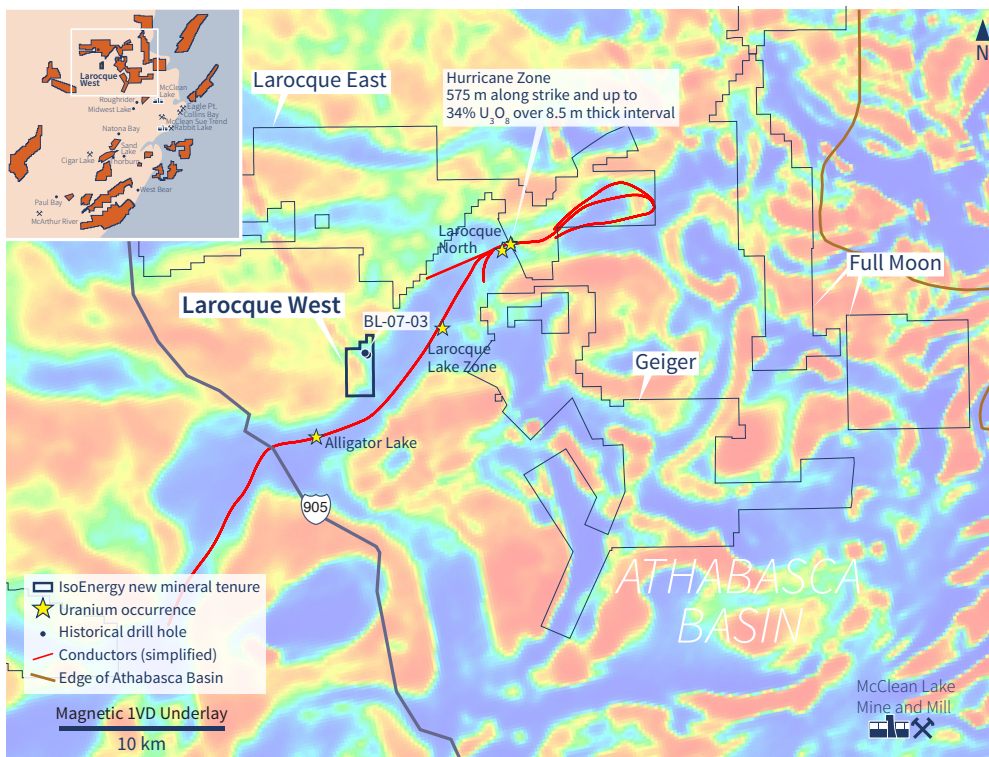 Larocque
West
McClean
Lake
Roughrider
Midwest Lake
Eagle Pt.
Collins Bay
McClean Sue Trend
Rabbit Lake
Natona Bay
Sand
Lake
Cigar Lake
Thorburn
West Bear
Paul Bay
McArthur River
Larocque East
Hurricane Zone
575 m along strike and up to
34% U3O8 over 8.5 m thick interval
N
Larocque
North
Full Moon
Larocque West
BL-07-03
Larocque
Lake Zone
Geiger
Alligator Lake
905
ATHABASCA
BASIN
IsoEnergy new mineral tenure
Uranium occurrence
Historical drill hole
Conductors (simplified)
Edge of Athabasca Basin
Magnetic 1VD Underlay
10 km
McClean Lake
Mine and Mill